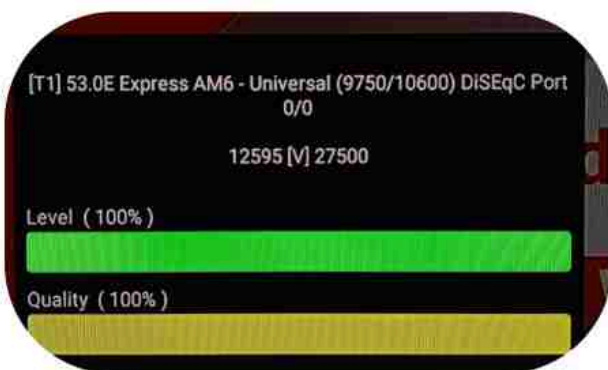 [T1] 53.0E Express AM6 - Universal (9750/10600) DiSEqC Port
0/0
12595 [V] 27500
Level ( 100% )
Quality ( 100% )